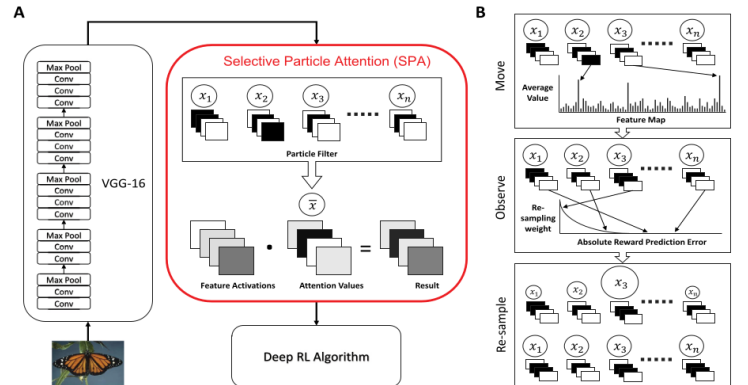 A
Max Pool
Conv
Conv
Conv
Max Pool
Conv
Conv
Conv
Max Pool
Conv
Conv
Conv
Max Pool
Conv
Conv
Max Pool
Conv
Conv
VGG-16
Selective Particle Attention (SPA)
x₁ x₂ x₃ xₙ
Particle Filter
x̄
=
Feature Activations Attention Values Result
Deep RL Algorithm
B
Move
x₁ x₂ x₃ xₙ
Average
Value
Feature Map
Observe
x₁ x₂ x₃ xₙ
Re-
sampling
weight
Absolute Reward Prediction Error
Re-sample
x₁ x₂ x₃ xₙ
x₁ x₂ x₃ xₙ